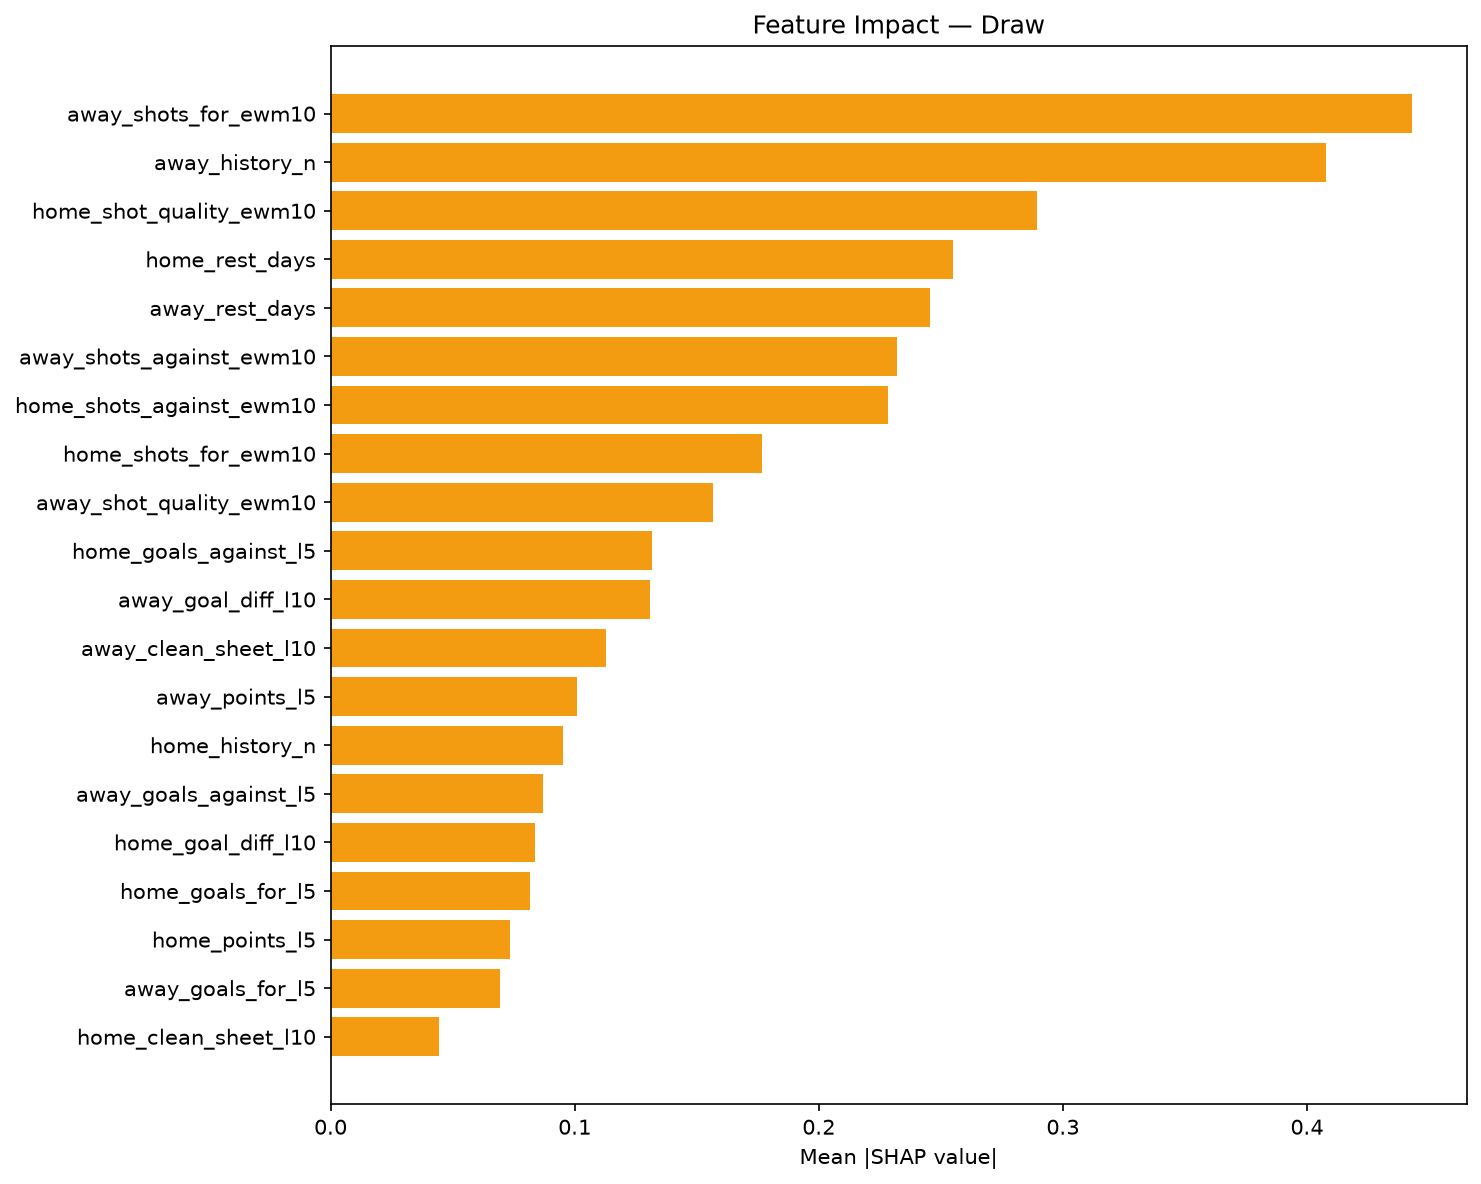 Feature Impact — Draw
away_shots_for_ewm10
away_history_n
home_shot_quality_ewm10
home_rest_days
away_rest_days
away_shots_against_ewm10
home_shots_against_ewm10
home_shots_for_ewm10
away_shot_quality_ewm10
home_goals_against_l5
away_goal_diff_l10
away_clean_sheet_l10
away_points_l5
home_history_n
away_goals_against_l5
home_goal_diff_l10
home_goals_for_l5
home_points_l5
away_goals_for_l5
home_clean_sheet_l10
0.0 0.1 0.2 0.3 0.4
Mean |SHAP value|